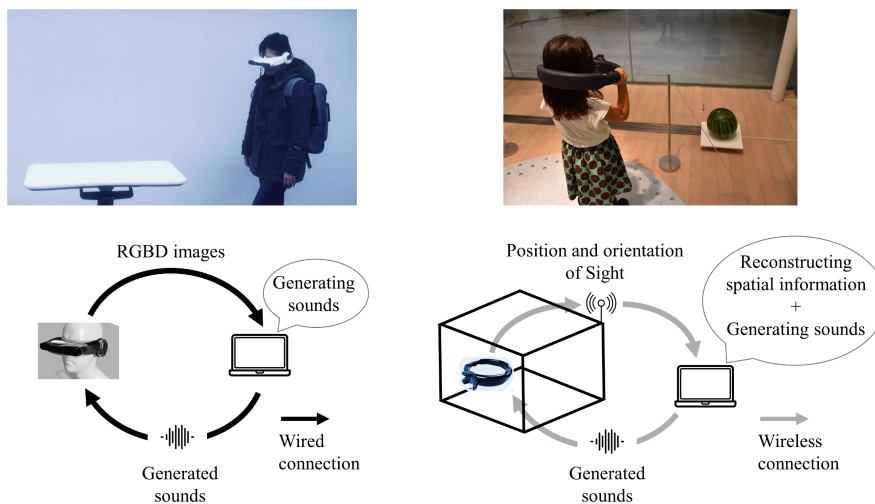 RGBD images
Generating
sounds
Wired
connection
Generated
sounds
Position and orientation
of Sight
Reconstructing
spatial information
+
Generating sounds
Wireless
connection
Generated
sounds